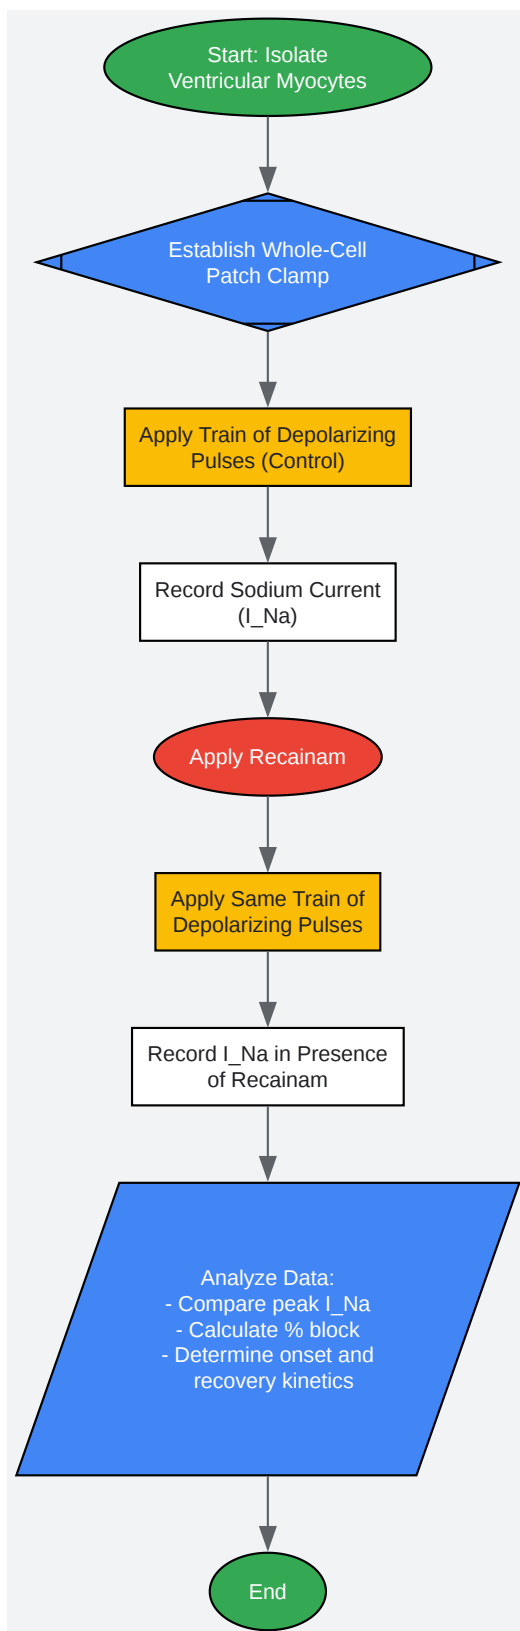 Start: Isolate
Ventricular Myocytes
Establish Whole-Cell
Patch Clamp
Apply Train of Depolarizing
Pulses (Control)
Record Sodium Current
(I_Na)
Apply Recainam
Apply Same Train of
Depolarizing Pulses
Record I_Na in Presence
of Recainam
Analyze Data:
- Compare peak I_Na
- Calculate % block
- Determine onset and
recovery kinetics
End